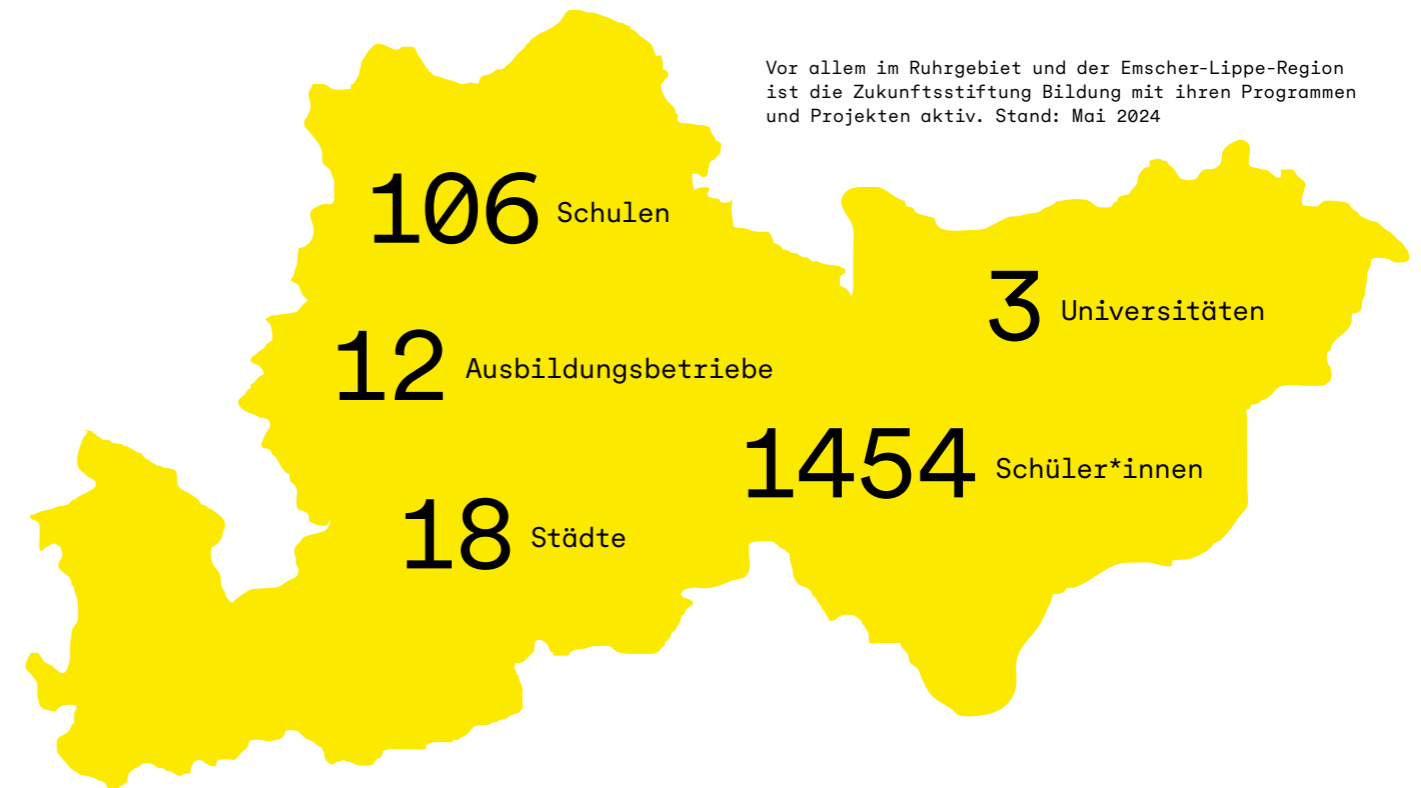 Vor allem im Ruhrgebiet und der Emscher-Lippe-Region
ist die Zukunftsstiftung Bildung mit ihren Programmen
und Projekten aktiv. Stand: Mai 2024
106 Schulen
3 Universitäten
12 Ausbildungsbetriebe
1454 Schüler*innen
18 Städte